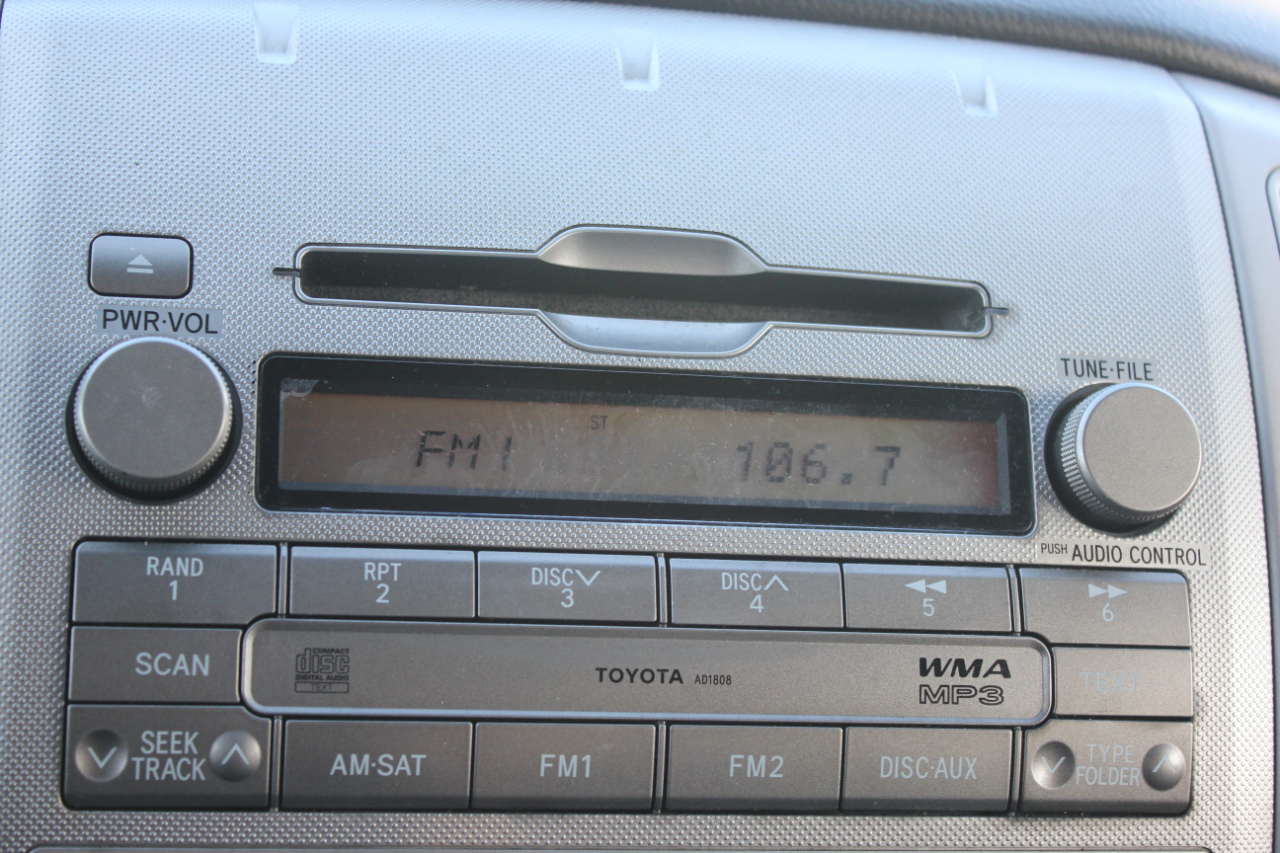 PWR·VOL
TUNE·FILE
ST
FM1 106.7
PUSH AUDIO CONTROL
RAND
1
RPT
2
DISC
3
DISC
4
5
6
SCAN
COMPACT
disc
DIGITAL AUDIO
TEXT
TOYOTA AD1808
WMA
MP3
TEXT
SEEK
TRACK
AM·SAT
FM1
FM2
DISC·AUX
TYPE
FOLDER